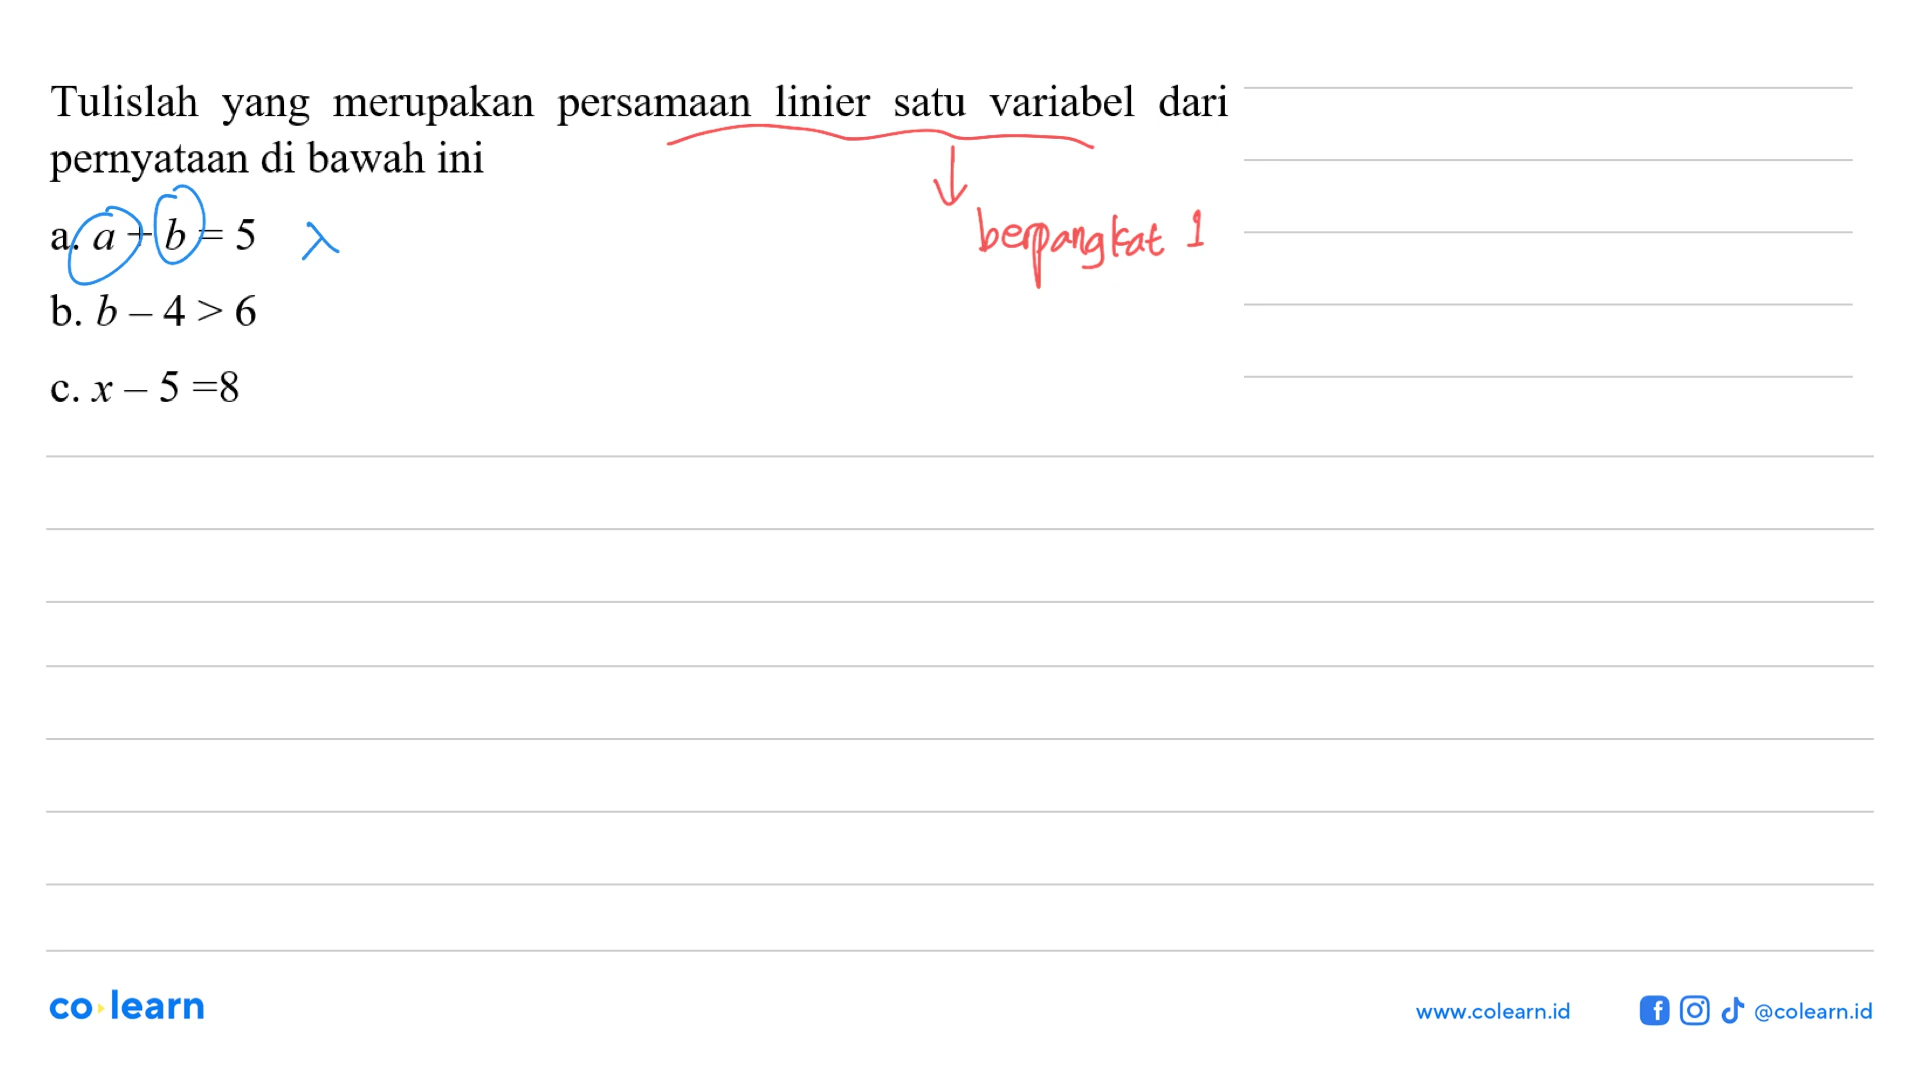 Tulislah yang merupakan persamaan linier satu variabel dari
pernyataan di bawah ini
berpangkat 1
a. a + b = 5
b. b – 4 > 6
c. x – 5 =8
co learn
www.colearn.id
@colearn.id